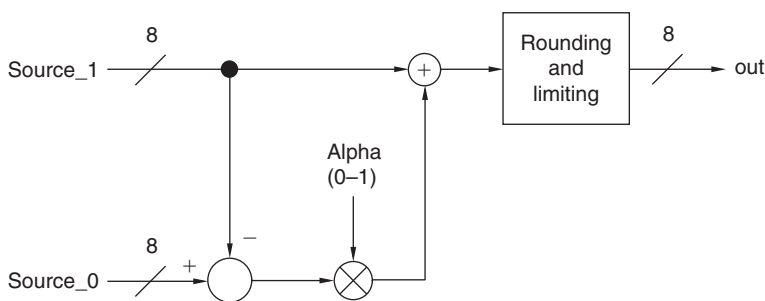 8
Source_1
+
Rounding
and
limiting
8
out
Alpha
(0–1)
8
Source_0
+
–